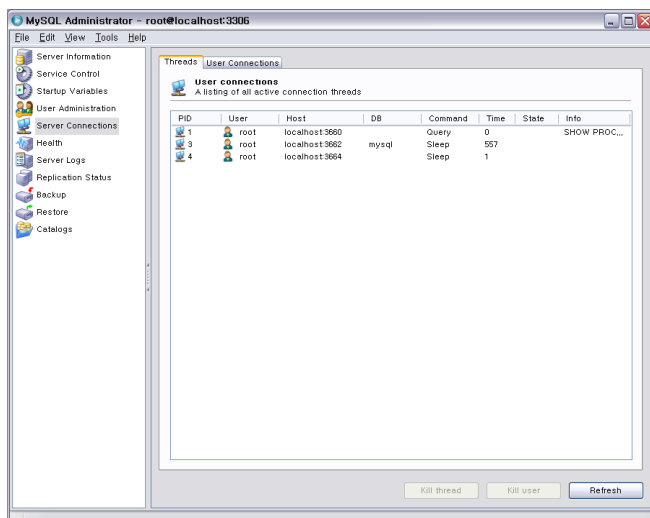 MySQL Administrator - root@localhost:3306
File Edit View Tools Help
Server Information
Service Control
Startup Variables
User Administration
Server Connections
Health
Server Logs
Replication Status
Backup
Restore
Catalogs
Threads User Connections
User connections
A listing of all active connection threads
PID User Host DB Command Time State Info
1 root localhost:3660 Query 0 SHOW PROC...
3 root localhost:3662 mysql Sleep 557
4 root localhost:3664 Sleep 1
Kill thread Kill user Refresh